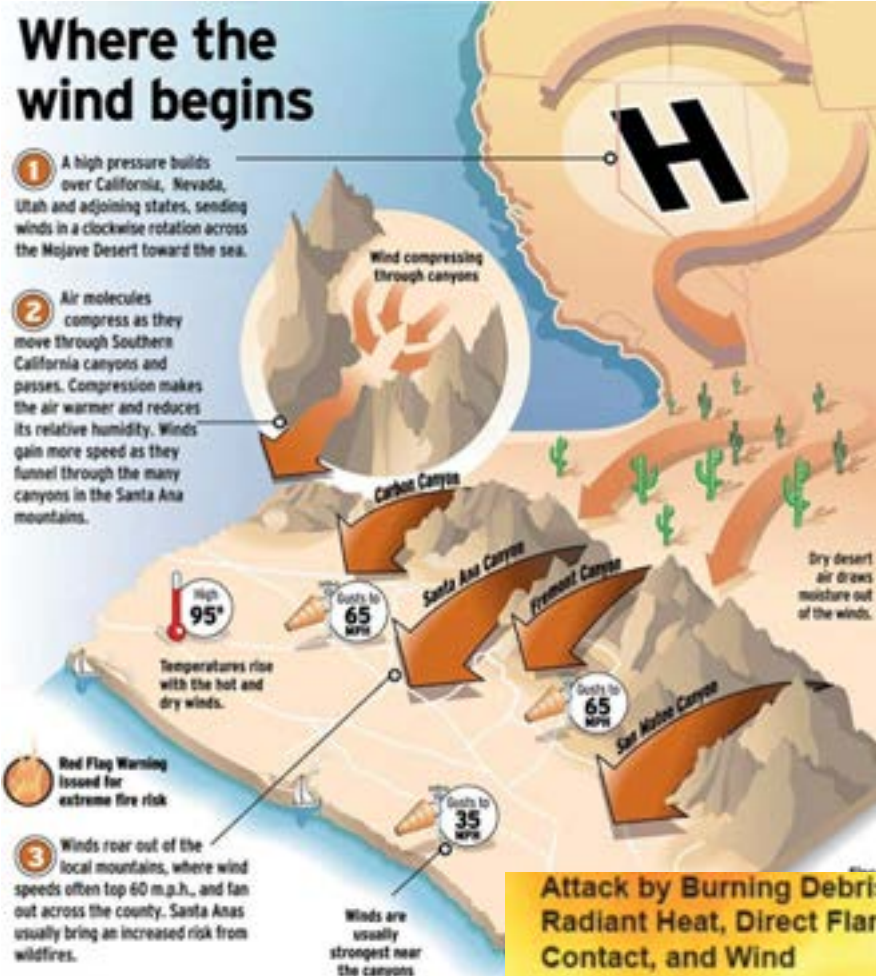 Where the
wind begins
1
A high pressure builds
over California, Nevada,
Utah and adjoining states, sending
winds in a clockwise rotation across
the Mojave Desert toward the sea.
H
Wind compressing
through canyons
2
Air molecules
compress as they
move through Southern
California canyons and
passes. Compression makes
the air warmer and reduces
its relative humidity. Winds
gain more speed as they
funnel through the many
canyons in the Santa Ana
mountains.
Carbon Canyon
Santa Ana Canyon
Fremont Canyon
San Mateo Canyon
Dry desert
air draws
moisture out
of the winds.
High
95°
Gusts to
65
MPH
Temperatures rise
with the hot and
dry winds.
Gusts to
65
MPH
Red Flag Warning
issued for
extreme fire risk
Gusts to
35
MPH
3
Winds roar out of the
local mountains, where wind
speeds often top 60 m.p.h., and fan
out across the county. Santa Anas
usually bring an increased risk from
wildfires.
Winds are
usually
strongest near
the canyons
Attack by Burning Debris
Radiant Heat, Direct Flam
Contact, and Wind